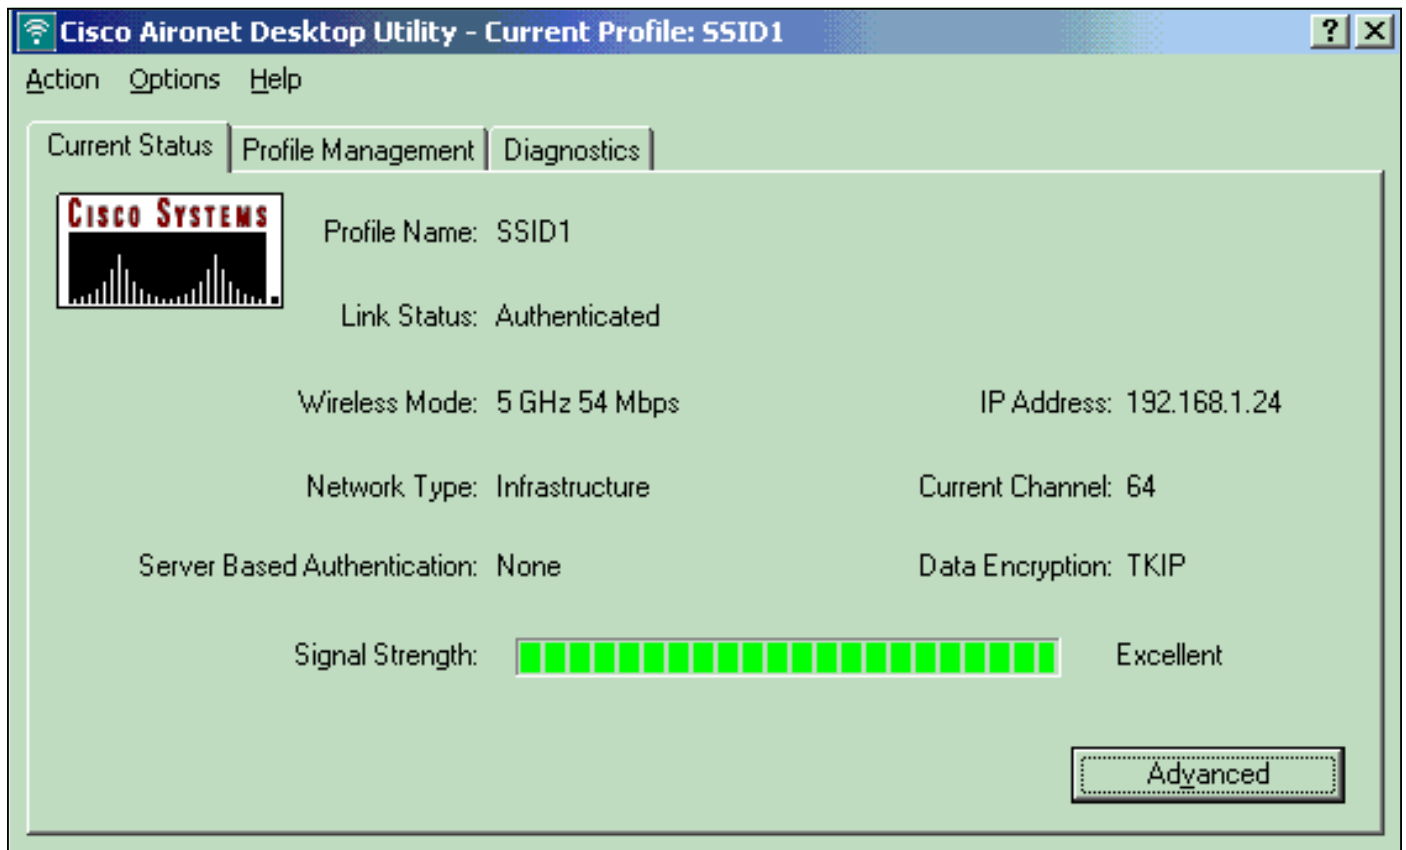 Cisco Aironet Desktop Utility - Current Profile: SSID1
? X
Action Options Help
Current Status Profile Management Diagnostics
CISCO SYSTEMS
Profile Name: SSID1
Link Status: Authenticated
Wireless Mode: 5 GHz 54 Mbps IP Address: 192.168.1.24
Network Type: Infrastructure Current Channel: 64
Server Based Authentication: None Data Encryption: TKIP
Signal Strength: Excellent
Advanced